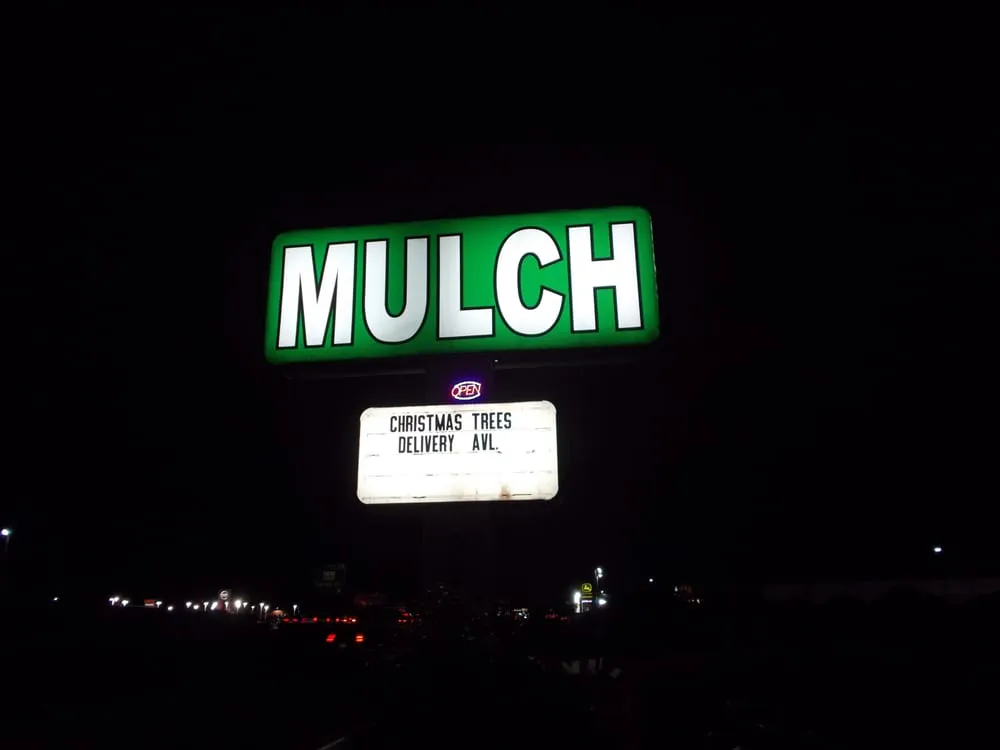 MULCH
OPEN
CHRISTMAS TREES
DELIVERY AVL.